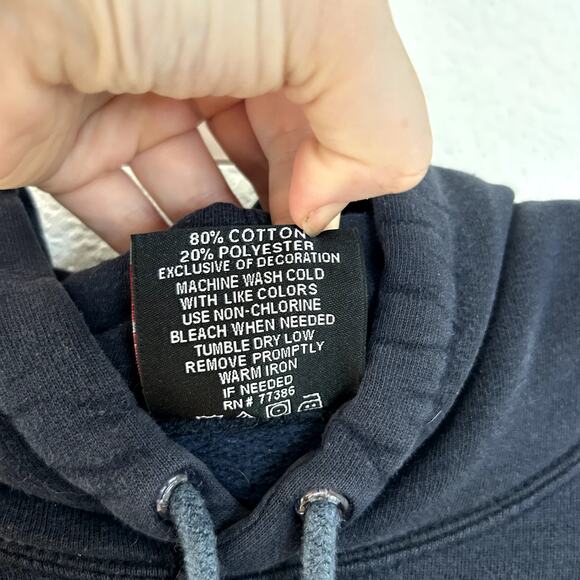 80% COTTON
20% POLYESTER
EXCLUSIVE OF DECORATION
MACHINE WASH COLD
WITH LIKE COLORS
USE NON-CHLORINE
BLEACH WHEN NEEDED
TUMBLE DRY LOW
REMOVE PROMPTLY
WARM IRON
IF NEEDED
RN# 77386